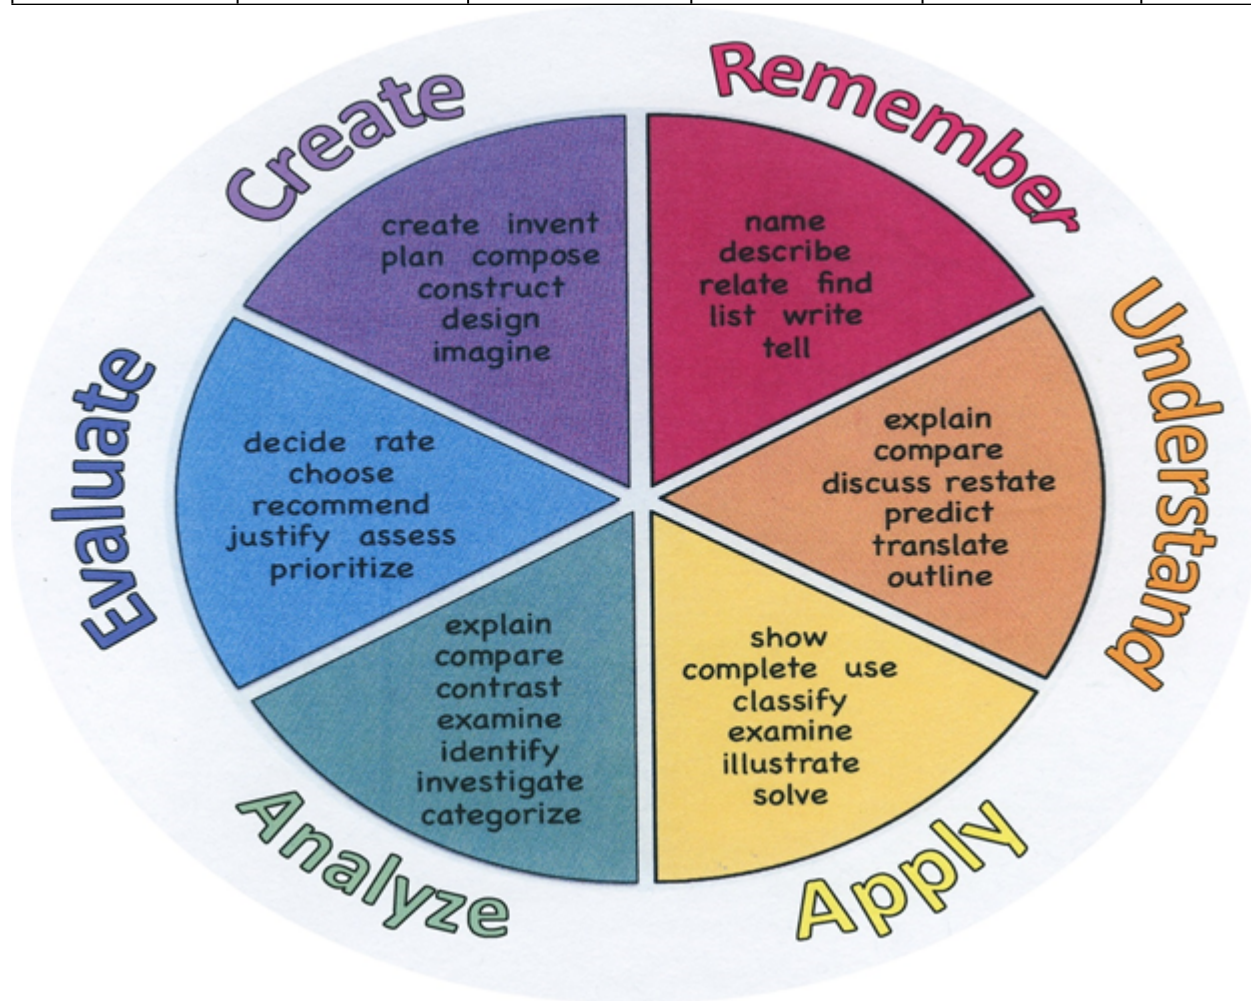 Remember
name
describe
relate find
list write
tell
Understand
explain
compare
discuss restate
predict
translate
outline
Apply
show
complete use
classify
examine
illustrate
solve
Analyze
explain
compare
contrast
examine
identify
investigate
categorize
Evaluate
decide rate
choose
recommend
justify assess
prioritize
Create
create invent
plan compose
construct
design
imagine